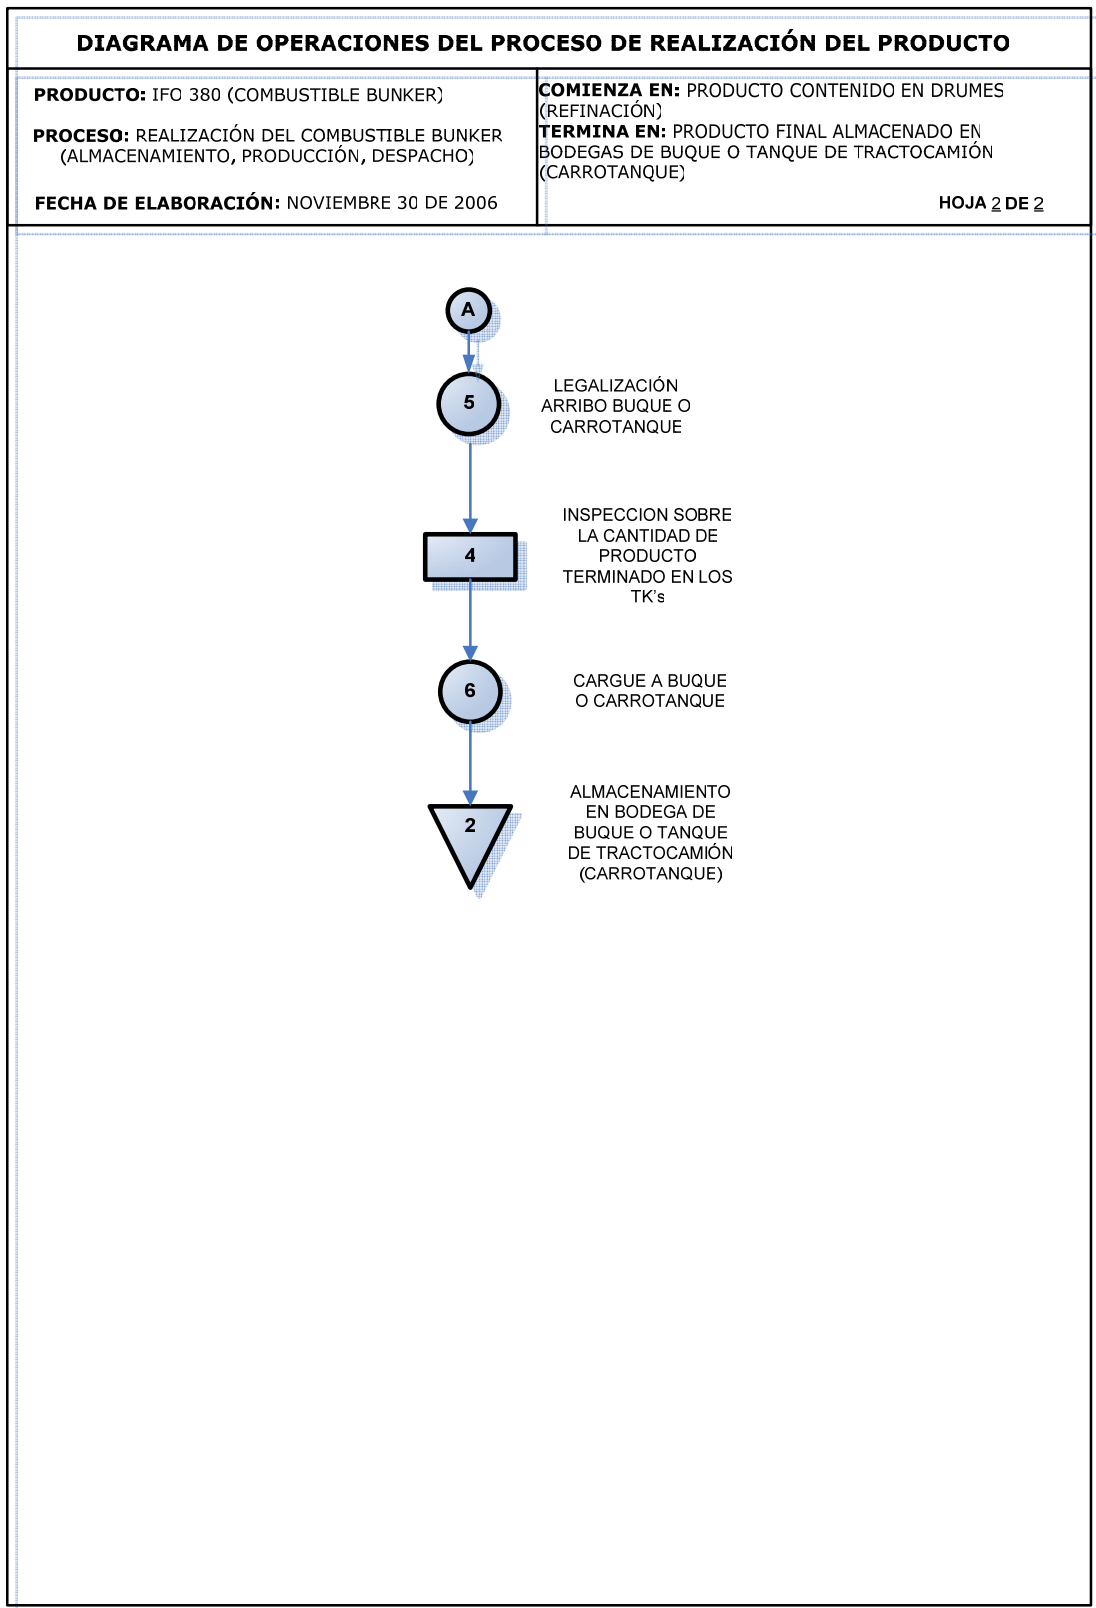 DIAGRAMA DE OPERACIONES DEL PROCESO DE REALIZACIÓN DEL PRODUCTO
PRODUCTO: IFO 380 (COMBUSTIBLE BUNKER)
PROCESO: REALIZACIÓN DEL COMBUSTIBLE BUNKER
(ALMACENAMIENTO, PRODUCCIÓN, DESPACHO)
FECHA DE ELABORACIÓN: NOVIEMBRE 30 DE 2006
COMIENZA EN: PRODUCTO CONTENIDO EN DRUMES
(REFINACIÓN)
TERMINA EN: PRODUCTO FINAL ALMACENADO EN
BODEGAS DE BUQUE O TANQUE DE TRACTOCAMIÓN
(CARROTANQUE)
HOJA 2 DE 2
A
5
LEGALIZACIÓN
ARRIBO BUQUE O
CARROTANQUE
4
INSPECCION SOBRE
LA CANTIDAD DE
PRODUCTO
TERMINADO EN LOS
TK's
6
CARGUE A BUQUE
O CARROTANQUE
2
ALMACENAMIENTO
EN BODEGA DE
BUQUE O TANQUE
DE TRACTOCAMIÓN
(CARROTANQUE)